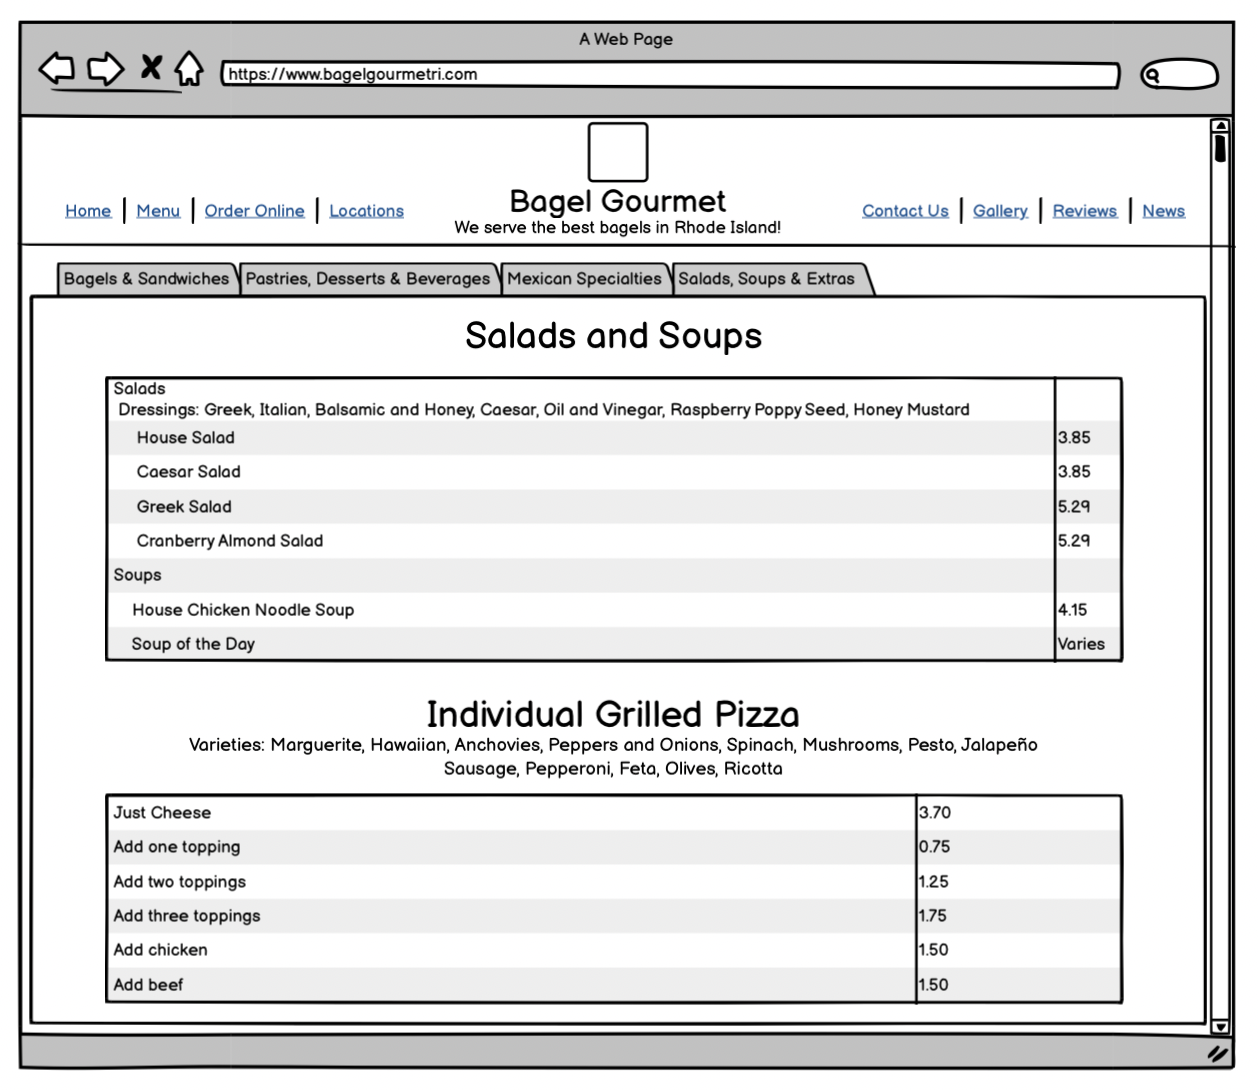 A Web Page
https://www.bagelgourmetri.com
Home
Menu
Order Online
Locations
Bagel Gourmet
We serve the best bagels in Rhode Island!
Contact Us
Gallery
Reviews
News
Bagels & Sandwiches
Pastries, Desserts & Beverages
Mexican Specialties
Salads, Soups & Extras
Salads and Soups
Salads
Dressings: Greek, Italian, Balsamic and Honey, Caesar, Oil and Vinegar, Raspberry Poppy Seed, Honey Mustard
House Salad 3.85
Caesar Salad 3.85
Greek Salad 5.29
Cranberry Almond Salad 5.29
Soups
House Chicken Noodle Soup 4.15
Soup of the Day Varies
Individual Grilled Pizza
Varieties: Marguerite, Hawaiian, Anchovies, Peppers and Onions, Spinach, Mushrooms, Pesto, Jalapeño
Sausage, Pepperoni, Feta, Olives, Ricotta
Just Cheese 3.70
Add one topping 0.75
Add two toppings 1.25
Add three toppings 1.75
Add chicken 1.50
Add beef 1.50